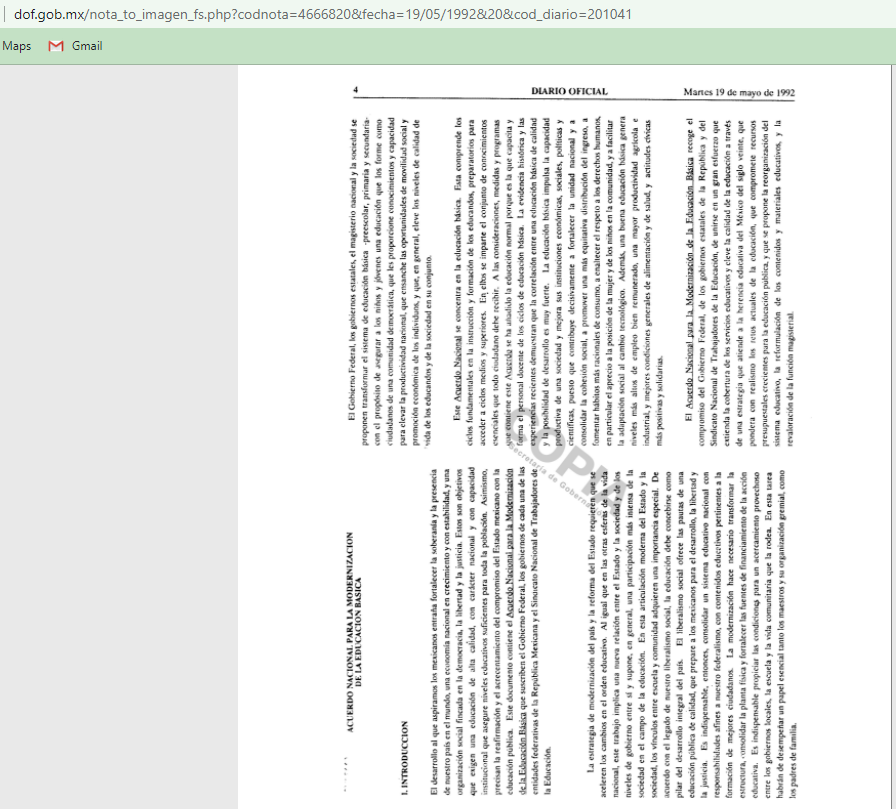 dof.gob.mx/nota_to_imagen_fs.php?codnota=4666820&fecha=19/05/1992&20&cod_diario=201041
Maps Gmail
4 DIARIO OFICIAL Martes 19 de mayo de 1992
ACUERDO NACIONAL PARA LA MODERNIZACION
DE LA EDUCACION BASICA
I. INTRODUCCION
El desarrollo al que aspiramos los mexicanos entraña fortalecer la soberanía y la presencia
de nuestro país en el mundo, una economía nacional en crecimiento y con estabilidad, y una
organización social fincada en la democracia, la libertad y la justicia. Estos son objetivos
que exigen una educación de alta calidad, con carácter nacional y con capacidad
institucional que asegure niveles educativos suficientes para toda la población. Asimismo,
precisan la reafirmación y el acrecentamiento del compromiso del Estado mexicano con la
educación pública. Este documento contiene el Acuerdo Nacional para la Modernización
de la Educación Básica que suscriben el Gobierno Federal, los gobiernos de cada una de las
entidades federativas de la República Mexicana y el Sindicato Nacional de Trabajadores de
la Educación.
La estrategia de modernización del país y la reforma del Estado requieren que se
aceleren los cambios en el orden educativo. Al igual que en las otras esferas de la vida
nacional, este trabajo implica una nueva relación entre el Estado y la sociedad y de los
niveles de gobierno entre sí y supone, en general, una participación más intensa de la
sociedad en el campo de la educación. En esta articulación moderna del Estado y la
sociedad, los vínculos entre escuela y comunidad adquieren una importancia especial. De
acuerdo con el legado de nuestro liberalismo social, la educación debe concebirse como
pilar del desarrollo integral del país. El liberalismo social ofrece las pautas de una
educación pública de calidad, que prepare a los mexicanos para el desarrollo, la libertad y
la justicia. Es indispensable, entonces, consolidar un sistema educativo nacional con
responsabilidades afines a nuestro federalismo, con contenidos educativos pertinentes a la
formación de mejores ciudadanos. La modernización hace necesario transformar la
estructura, consolidar la planta física y fortalecer las fuentes de financiamiento de la acción
educativa. Es indispensable propiciar las condiciones para un acercamiento provechoso
entre los gobiernos locales, la escuela y la vida comunitaria que la rodea. En esta tarea
habrán de desempeñar un papel esencial tanto los maestros y su organización gremial, como
los padres de familia.
El Gobierno Federal, los gobiernos estatales, el magisterio nacional y la sociedad se
proponen transformar el sistema de educación básica -preescolar, primaria y secundaria-
con el propósito de asegurar a los niños y jóvenes una educación que los forme como
ciudadanos de una comunidad democrática, que les proporcione conocimientos y capacidad
para elevar la productividad nacional, que ensanche las oportunidades de movilidad social y
promoción económica de los individuos, y que, en general, eleve los niveles de calidad de
vida de los educandos y de la sociedad en su conjunto.
Este Acuerdo Nacional se concentra en la educación básica. Esta comprende los
ciclos fundamentales en la instrucción y formación de los educandos, preparatorios para
acceder a ciclos medios y superiores. En ellos se imparte el conjunto de conocimientos
esenciales que todo ciudadano debe recibir. A las consideraciones, medidas y programas
que contiene este Acuerdo se ha añadido la educación normal porque es la que capacita y
forma el personal docente de los ciclos de educación básica. La evidencia histórica y las
experiencias recientes demuestran que la correlación entre una educación básica de calidad
y la posibilidad de desarrollo es muy fuerte. La educación básica impulsa la capacidad
productiva de una sociedad y mejora sus instituciones económicas, sociales, políticas y
científicas, puesto que contribuye decisivamente a fortalecer la unidad nacional y a
consolidar la cohesión social, a promover una más equitativa distribución del ingreso, a
fomentar hábitos más racionales de consumo, a enaltecer el respeto a los derechos humanos,
en particular el aprecio a la posición de la mujer y de los niños en la comunidad, y a facilitar
la adaptación social al cambio tecnológico. Además, una buena educación básica genera
niveles más altos de empleo bien remunerado, una mayor productividad agrícola e
industrial, y mejores condiciones generales de alimentación y de salud, y actitudes cívicas
más positivas y solidarias.
El Acuerdo Nacional para la Modernización de la Educación Básica recoge el
compromiso del Gobierno Federal, de los gobiernos estatales de la República y del
Sindicato Nacional de Trabajadores de la Educación, de unirse en un gran esfuerzo que
extienda la cobertura de los servicios educativos y eleve la calidad de la educación a través
de una estrategia que atiende a la herencia educativa del México del siglo veinte, que
pondera con realismo los retos actuales de la educación, que compromete recursos
presupuestales crecientes para la educación pública, y que se propone la reorganización del
sistema educativo, la reformulación de los contenidos y materiales educativos, y la
revaloración de la función magisterial.
COPIA
Secretaría de Gobernación